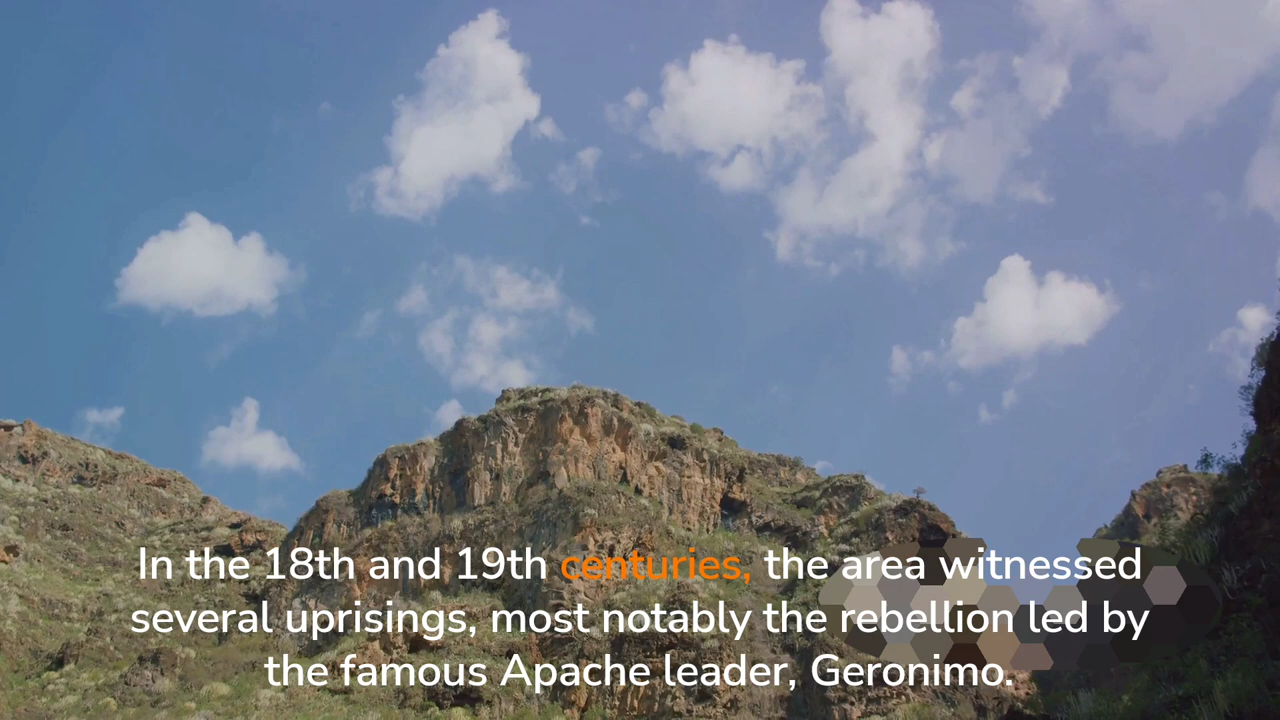 In the 18th and 19th centuries, the area witnessed
several uprisings, most notably the rebellion led by
the famous Apache leader, Geronimo.